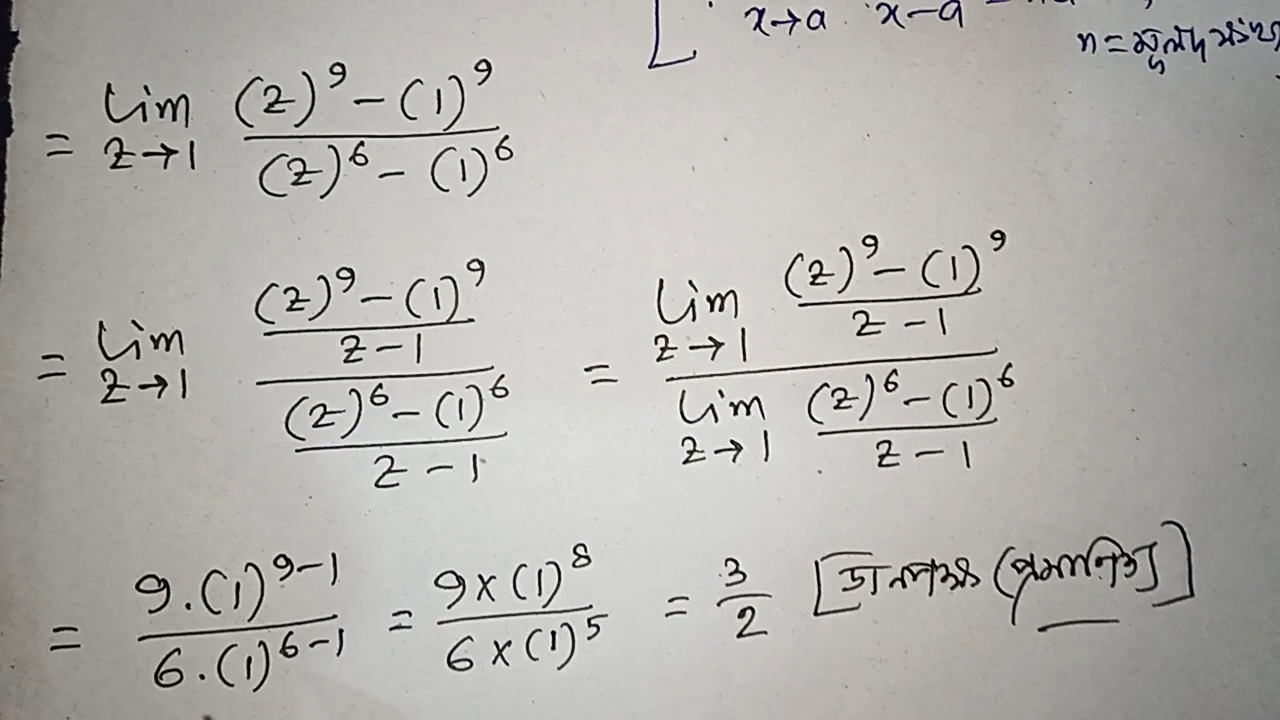 x→a x-a
n=মূলদ সংখ্যা
= Lim z→1 (z)^9-(1)^9 / (z)^6-(1)^6
= Lim z→1 ((z)^9-(1)^9 / z-1) / ((z)^6-(1)^6 / z-1) = Lim z→1 (z)^9-(1)^9 / z-1 / Lim z→1 (z)^6-(1)^6 / z-1
= 9.(1)^9-1 / 6.(1)^6-1 = 9×(1)^8 / 6×(1)^5 = 3/2 [ডানপক্ষ (প্রমাণিত)]